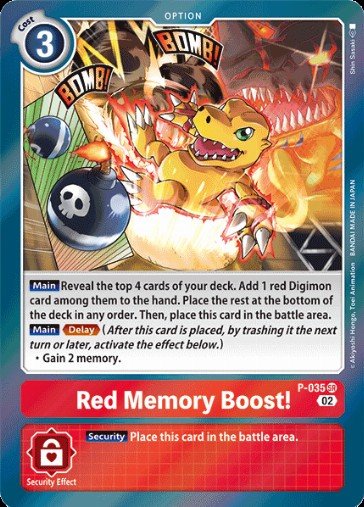 OPTION
Cost
3
BOMB!
BOMB!
BOMB!
Shin Sasaki
Main Reveal the top 4 cards of your deck. Add 1 red Digimon
card among them to the hand. Place the rest at the bottom of
the deck in any order. Then, place this card in the battle area.
Main Delay (After this card is placed, by trashing it the next
turn or later, activate the effect below.)
・Gain 2 memory.
©Akiyoshi Hongo, Toei Animation BANDAI MADE IN JAPAN
P-035 SR
Red Memory Boost!
02
Security Place this card in the battle area.
Security Effect